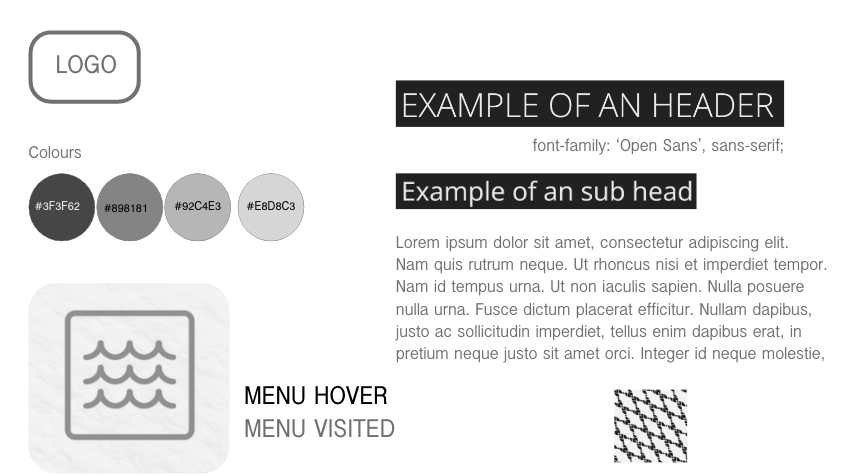 LOGO
Colours
#3F3F62
#898181
#92C4E3
#E8D8C3
MENU HOVER
MENU VISITED
EXAMPLE OF AN HEADER
font-family: ‘Open Sans’, sans-serif;
Example of an sub head
Lorem ipsum dolor sit amet, consectetur adipiscing elit.
Nam quis rutrum neque. Ut rhoncus nisi et imperdiet tempor.
Nam id tempus urna. Ut non iaculis sapien. Nulla posuere
nulla urna. Fusce dictum placerat efficitur. Nullam dapibus,
justo ac sollicitudin imperdiet, tellus enim dapibus erat, in
pretium neque justo sit amet orci. Integer id neque molestie,